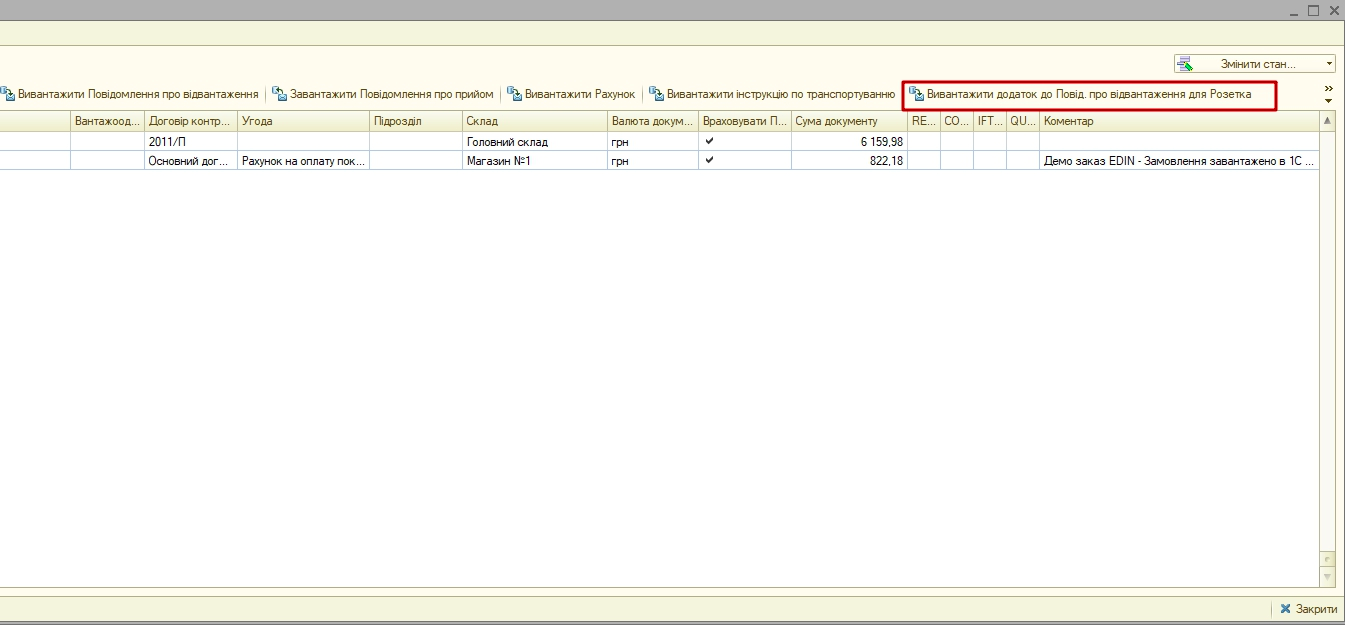 Змінити стан...
Вивантажити Повідомлення про відвантаження Завантажити Повідомлення про прийом Вивантажити Рахунок Вивантажити інструкцію по транспортуванню Вивантажити додаток до Повід. про відвантаження для Розетка »
Вантажоод... Договір контр... Угода Підрозділ Склад Валюта докум... Враховувати П... Сума документу RE... CO... IFT... QU... Коментар
2011/П Головний склад грн ✔ 6 159,98
Основний дог... Рахунок на оплату пок... Магазин №1 грн ✔ 822,18 Демо заказ EDIN - Замовлення завантажено в 1С ...
Закрити